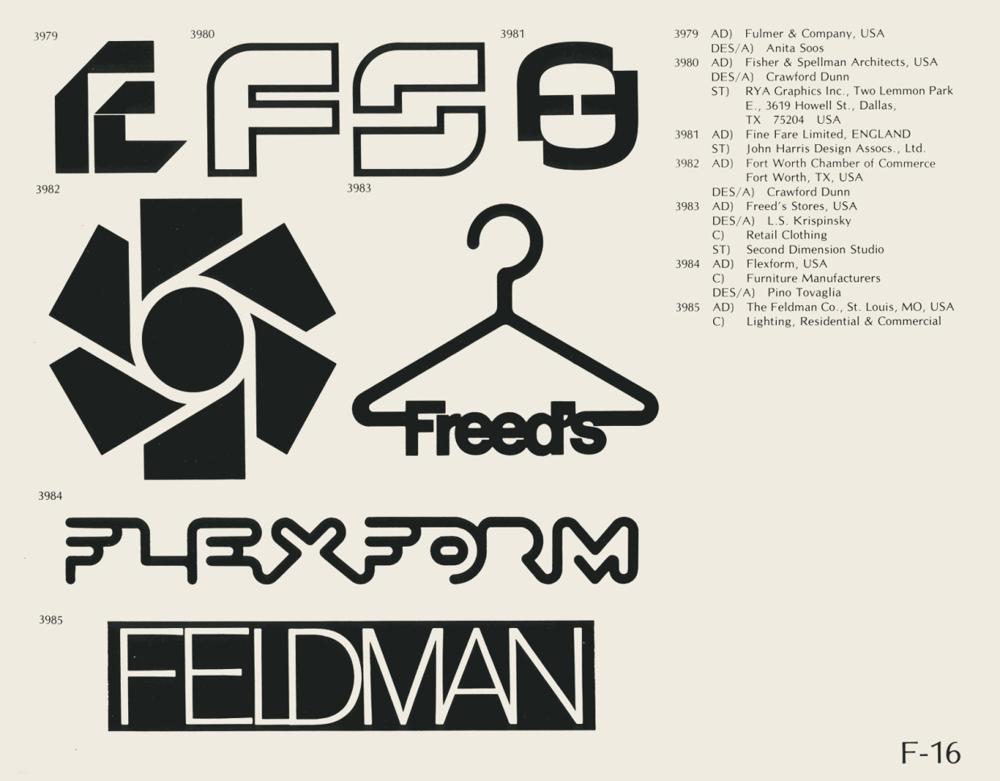 3979
3980
FS
3981
3982
3983
Freed's
3984
FLEXFORM
3985
FELDMAN
3979 AD) Fulmer & Company, USA
DES/A) Anita Soos
3980 AD) Fisher & Spellman Architects, USA
DES/A) Crawford Dunn
ST) RYA Graphics Inc., Two Lemmon Park
E., 3619 Howell St., Dallas,
TX 75204 USA
3981 AD) Fine Fare Limited, ENGLAND
ST) John Harris Design Assocs., Ltd.
3982 AD) Fort Worth Chamber of Commerce
Fort Worth, TX, USA
DES/A) Crawford Dunn
3983 AD) Freed's Stores, USA
DES/A) L.S. Krispinsky
C) Retail Clothing
ST) Second Dimension Studio
3984 AD) Flexform, USA
C) Furniture Manufacturers
DES/A) Pino Tovaglia
3985 AD) The Feldman Co., St. Louis, MO, USA
C) Lighting, Residential & Commercial
F-16